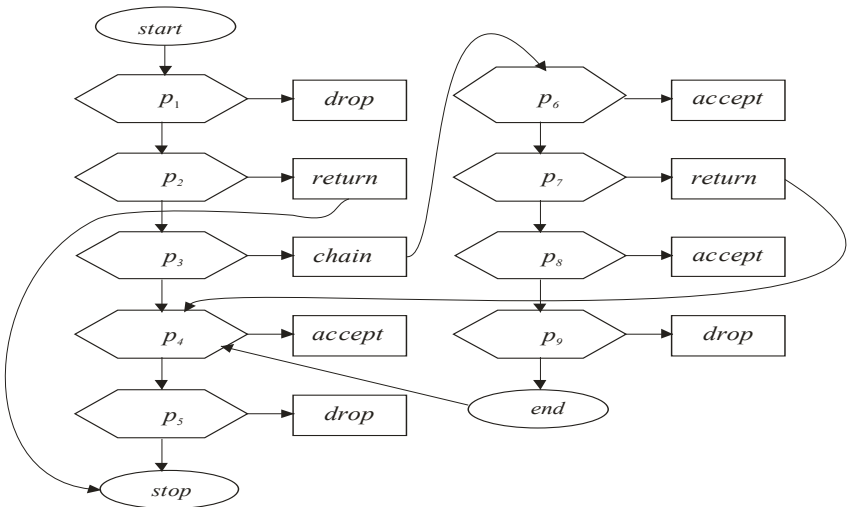 start
p₁ drop
p₂ return
p₃ chain
p₄ accept
p₅ drop
stop
p₆ accept
p₇ return
p₈ accept
p₉ drop
end